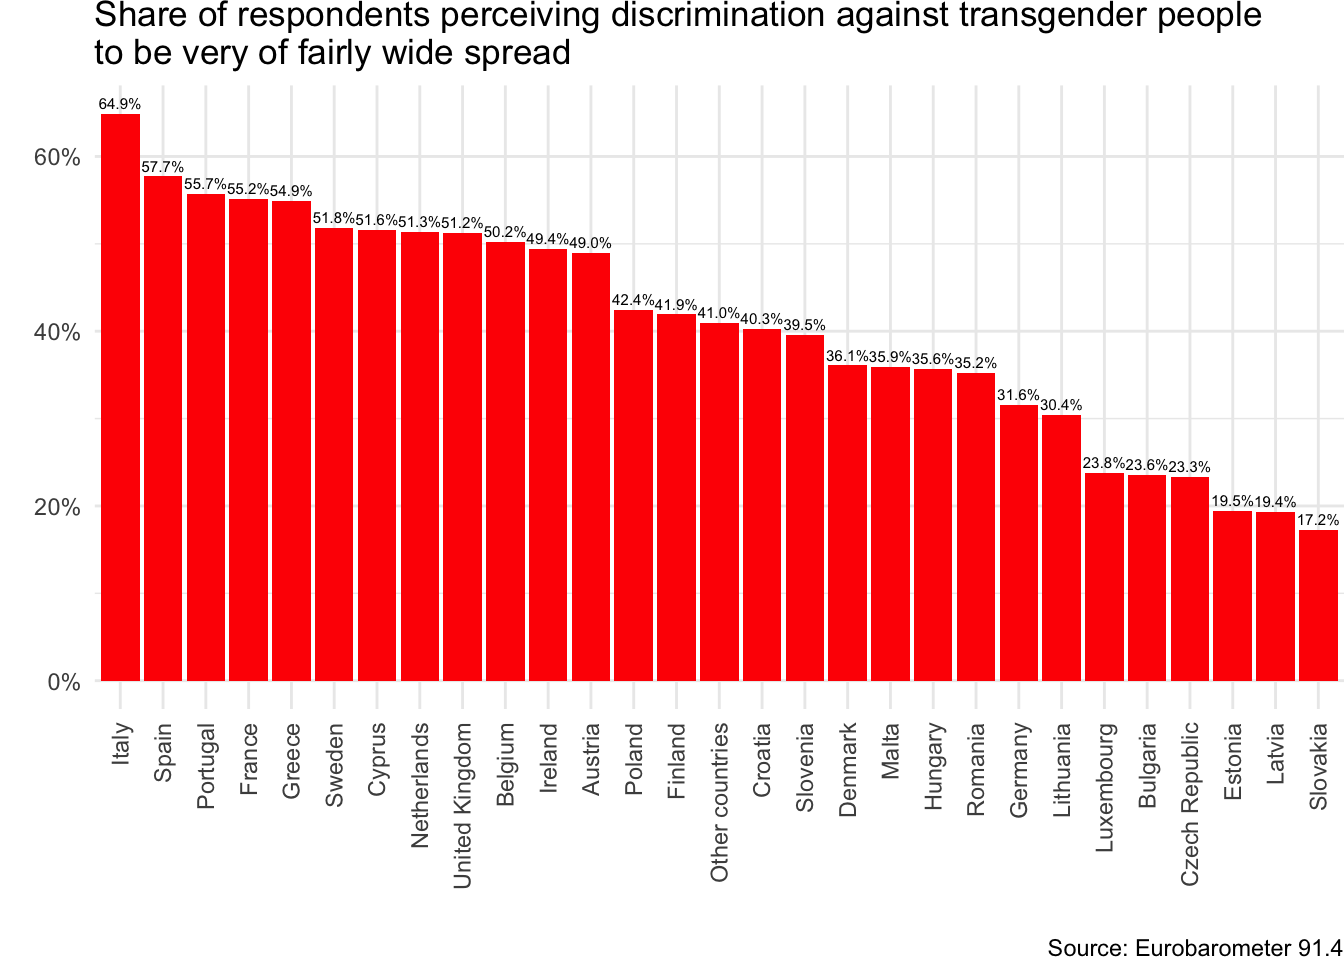 Share of respondents perceiving discrimination against transgender people
to be very of fairly wide spread
64.9%
57.7%
55.7%
55.2%
54.9%
51.8%
51.6%
51.3%
51.2%
50.2%
49.4%
49.0%
42.4%
41.9%
41.0%
40.3%
39.5%
36.1%
35.9%
35.6%
35.2%
31.6%
30.4%
23.8%
23.6%
23.3%
19.5%
19.4%
17.2%
60%
40%
20%
0%
Italy
Spain
Portugal
France
Greece
Sweden
Cyprus
Netherlands
United Kingdom
Belgium
Ireland
Austria
Poland
Finland
Other countries
Croatia
Slovenia
Denmark
Malta
Hungary
Romania
Germany
Lithuania
Luxembourg
Bulgaria
Czech Republic
Estonia
Latvia
Slovakia
Source: Eurobarometer 91.4